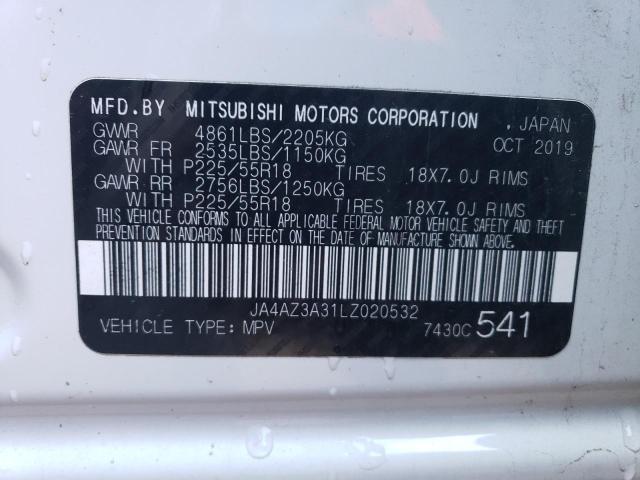 MFD.BY MITSUBISHI MOTORS CORPORATION , JAPAN
GVWR 4861LBS/2205KG OCT 2019
GAWR FR 2535LBS/1150KG
WITH P225/55R18 TIRES 18X7.0J RIMS
GAWR RR 2756LBS/1250KG
WITH P225/55R18 TIRES 18X7.0J RIMS
THIS VEHICLE CONFORMS TO ALL APPLICABLE FEDERAL MOTOR VEHICLE SAFETY AND THEFT
PREVENTION STANDARDS IN EFFECT ON THE DATE OF MANUFACTURE SHOWN ABOVE.
JA4AZ3A31LZ020532
VEHICLE TYPE: MPV 7430C 541